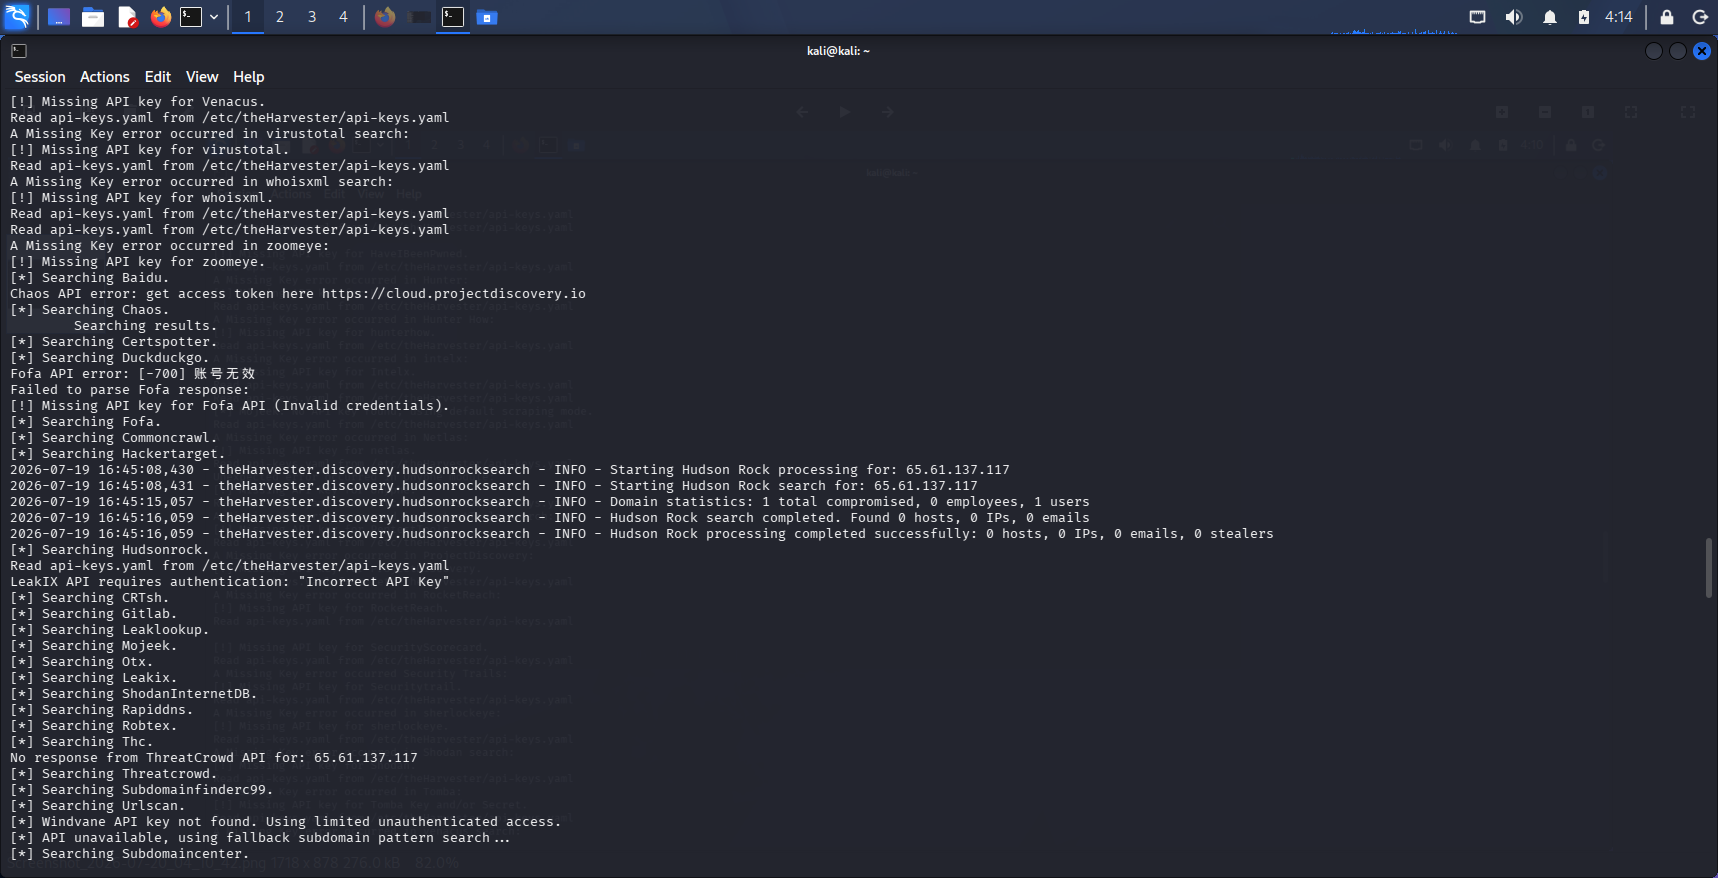 1 2 3 4 4:14
kali@kali: ~
Session Actions Edit View Help
[!] Missing API key for Venacus.
Read api-keys.yaml from /etc/theHarvester/api-keys.yaml
A Missing Key error occurred in virustotal search:
[!] Missing API key for virustotal.
Read api-keys.yaml from /etc/theHarvester/api-keys.yaml
A Missing Key error occurred in whoisxml search:
[!] Missing API key for whoisxml.
Read api-keys.yaml from /etc/theHarvester/api-keys.yaml
Read api-keys.yaml from /etc/theHarvester/api-keys.yaml
A Missing Key error occurred in zoomeye:
[!] Missing API key for zoomeye.
[*] Searching Baidu.
Chaos API error: get access token here https://cloud.projectdiscovery.io
[*] Searching Chaos.
Searching results.
[*] Searching Certspotter.
[*] Searching Duckduckgo.
Fofa API error: [-700] 账号无效
Failed to parse Fofa response:
[!] Missing API key for Fofa API (Invalid credentials).
[*] Searching Fofa.
[*] Searching Commoncrawl.
[*] Searching Hackertarget.
2026-07-19 16:45:08,430 - theHarvester.discovery.hudsonrocksearch - INFO - Starting Hudson Rock processing for: 65.61.137.117
2026-07-19 16:45:08,431 - theHarvester.discovery.hudsonrocksearch - INFO - Starting Hudson Rock search for: 65.61.137.117
2026-07-19 16:45:15,057 - theHarvester.discovery.hudsonrocksearch - INFO - Domain statistics: 1 total compromised, 0 employees, 1 users
2026-07-19 16:45:16,059 - theHarvester.discovery.hudsonrocksearch - INFO - Hudson Rock search completed. Found 0 hosts, 0 IPs, 0 emails
2026-07-19 16:45:16,059 - theHarvester.discovery.hudsonrocksearch - INFO - Hudson Rock processing completed successfully: 0 hosts, 0 IPs, 0 emails, 0 stealers
[*] Searching Hudsonrock.
Read api-keys.yaml from /etc/theHarvester/api-keys.yaml
LeakIX API requires authentication: "Incorrect API Key"
[*] Searching CRTsh.
[*] Searching Gitlab.
[*] Searching Leaklookup.
[*] Searching Mojeek.
[*] Searching Otx.
[*] Searching Leakix.
[*] Searching ShodanInternetDB.
[*] Searching Rapiddns.
[*] Searching Robtex.
[*] Searching Thc.
No response from ThreatCrowd API for: 65.61.137.117
[*] Searching Threatcrowd.
[*] Searching Subdomainfinderc99.
[*] Searching Urlscan.
[*] Windvane API key not found. Using limited unauthenticated access.
[*] API unavailable, using fallback subdomain pattern search...
[*] Searching Subdomaincenter.